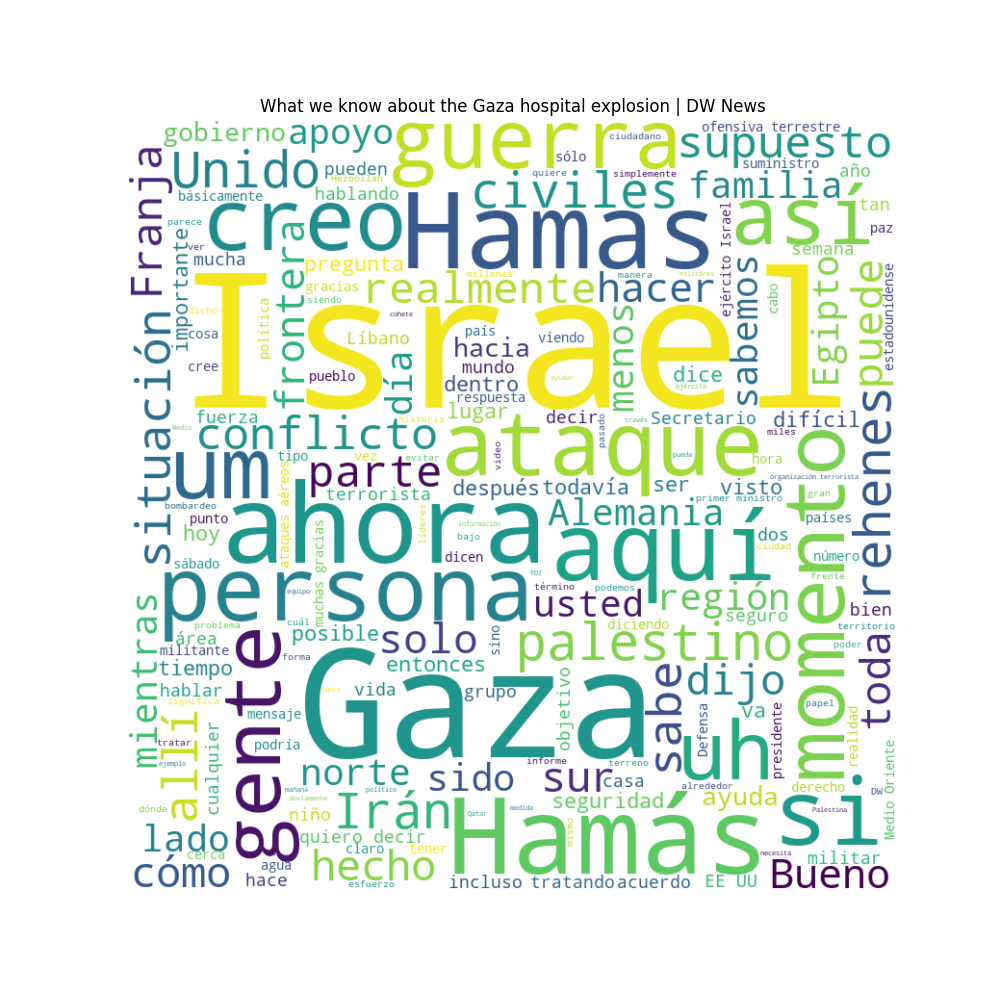 What we know about the Gaza hospital explosion | DW News
gobierno
apoyo
guerra
ciudadano
ofensiva terrestre
supuesto
Unido
pueden
Hezbollah
sólo
quiere
simplemente
suministro
año
básicamente
hablando
civiles
familia
tan
Franja
parece
creo
Hamas
así
paz
ver
mucha
importante
frontera
pregunta
gracias
millones
manera
militares
ejército Israel
semana
realmente
hacer
siendo
sabemos
cabo
Egipto
puede
estadounidense
Israel
dicho
cosa
política
Líbano
cohete
país
viendo
hacia
mundo
menos
cree
pueblo
día
dentro
ayudar
dice
ejército
respuesta
fuerza
historia
lugar
decir
pasado
través
Secretario
difícil
miles
situación
Medio
conflicto
ataque
um
tipo
vez
evitar
video
pueda
hora
parte
ser
visto
organización terrorista
ataques aéreos
terrorista
después
todavía
primer ministro
gran
momento
rehenes
bombardeo
punto
hoy
ahora
líderes
información
bajo
Alemania
dos
países
ciudad
número
sábado
muchas gracias
dicen
aquí
FDI
frente
persona
equipo
término
podemos
usted
región
seguro
bien
mientras
problema
cuál
posible
solo
sino
diciendo
territorio
área
militante
forma
palestino
poder
toda
tiempo
entonces
hablar
significa
gente
nunca
vida
grupo
objetivo
sabe
dijo
papel
allí
cualquier
mensaje
Gaza
Defensa
va
presidente
realidad
tratar
podría
uh
ejemplo
norte
sido
informe
sur
terreno
casa
alrededor
derecho
DW
Medio Oriente
mañana
obviamente
político
dónde
niño
Irán
Hamás
Qatar
medida
seguridad
ayuda
Palestina
si
lado
quiero decir
mismo
cerca
claro
tener
necesita
militar
cómo
agua
hecho
hace
esfuerzo
incluso
tratando
acuerdo
EE UU
Bueno